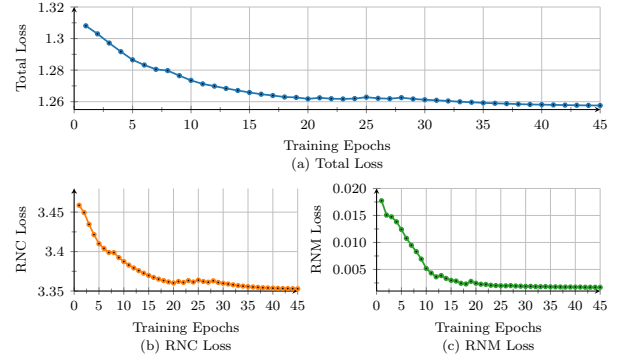 1.32
1.3
1.28
1.26
Total Loss
0 5 10 15 20 25 30 35 40 45
Training Epochs
(a) Total Loss
3.45
3.4
3.35
RNC Loss
0 5 10 15 20 25 30 35 40 45
Training Epochs
(b) RNC Loss
0.020
0.015
0.010
0.005
RNM Loss
0 5 10 15 20 25 30 35 40 45
Training Epochs
(c) RNM Loss